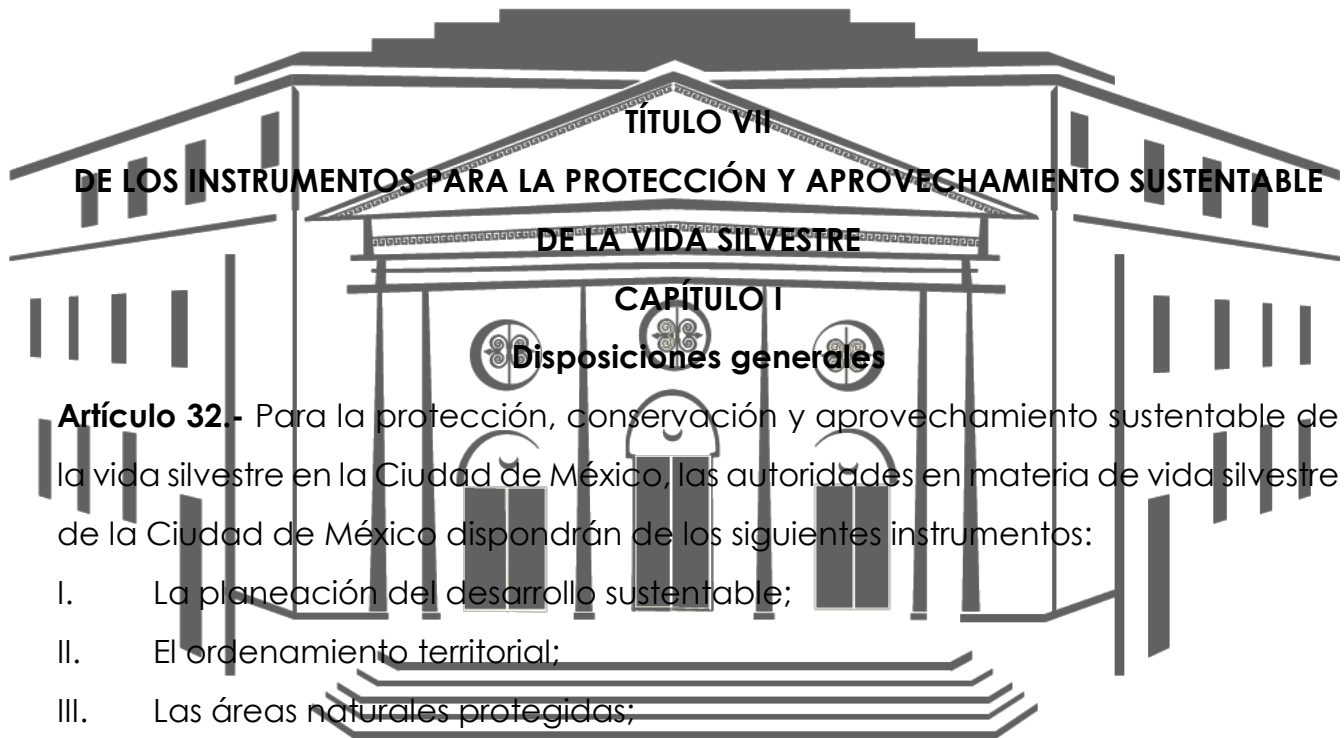 TÍTULO VII
DE LOS INSTRUMENTOS PARA LA PROTECCIÓN Y APROVECHAMIENTO SUSTENTABLE
DE LA VIDA SILVESTRE
CAPÍTULO I
Disposiciones generales
Artículo 32.- Para la protección, conservación y aprovechamiento sustentable de
la vida silvestre en la Ciudad de México, las autoridades en materia de vida silvestre
de la Ciudad de México dispondrán de los siguientes instrumentos:
I. La planeación del desarrollo sustentable;
II. El ordenamiento territorial;
III. Las áreas naturales protegidas;